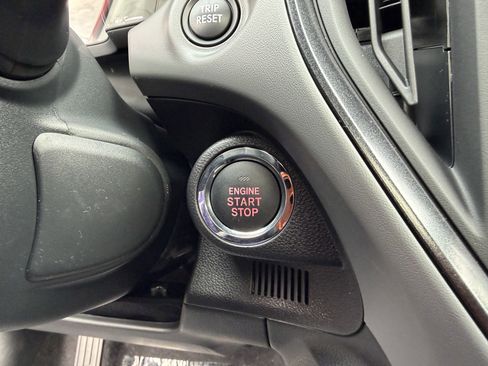 TRIP
RESET
ENGINE
START
STOP